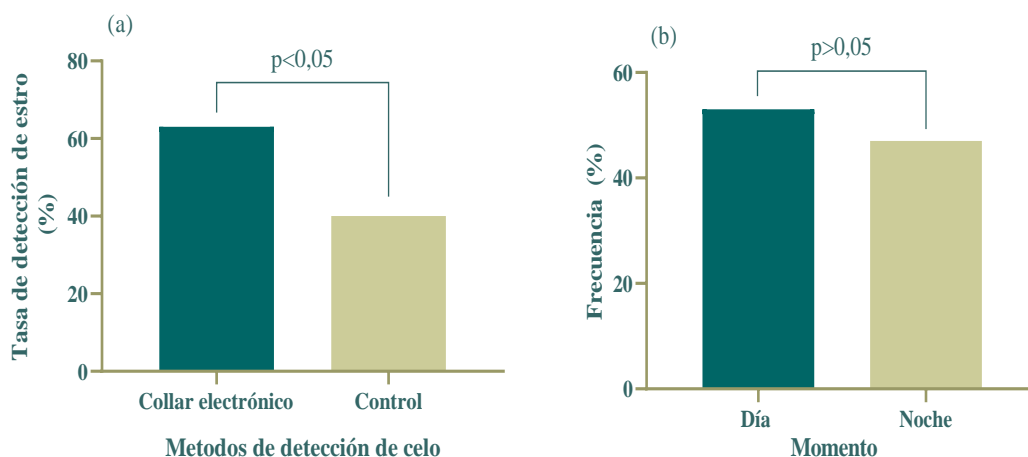 (a)
p<0,05
Tasa de detección de estro
(%)
80
60
40
20
0
Collar electrónico
Control
Metodos de detección de celo
(b)
p>0,05
Frecuencia (%)
60
40
20
0
Día
Noche
Momento